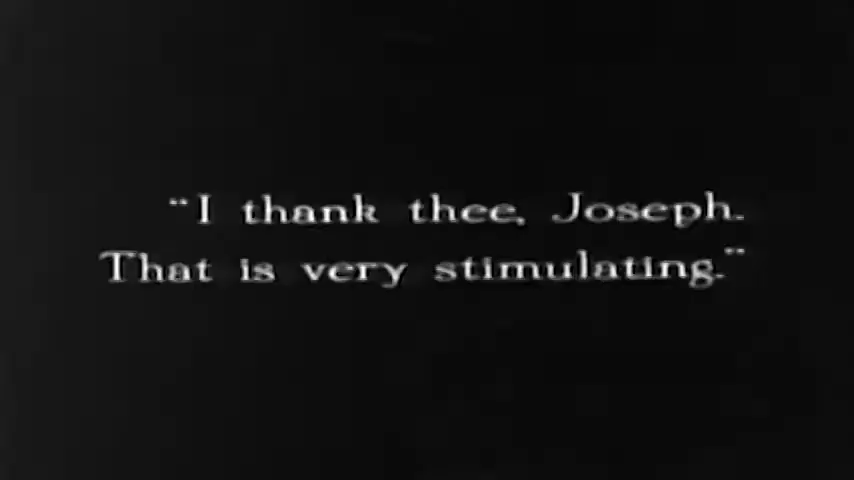 "I thank thee, Joseph.
That is very stimulating."